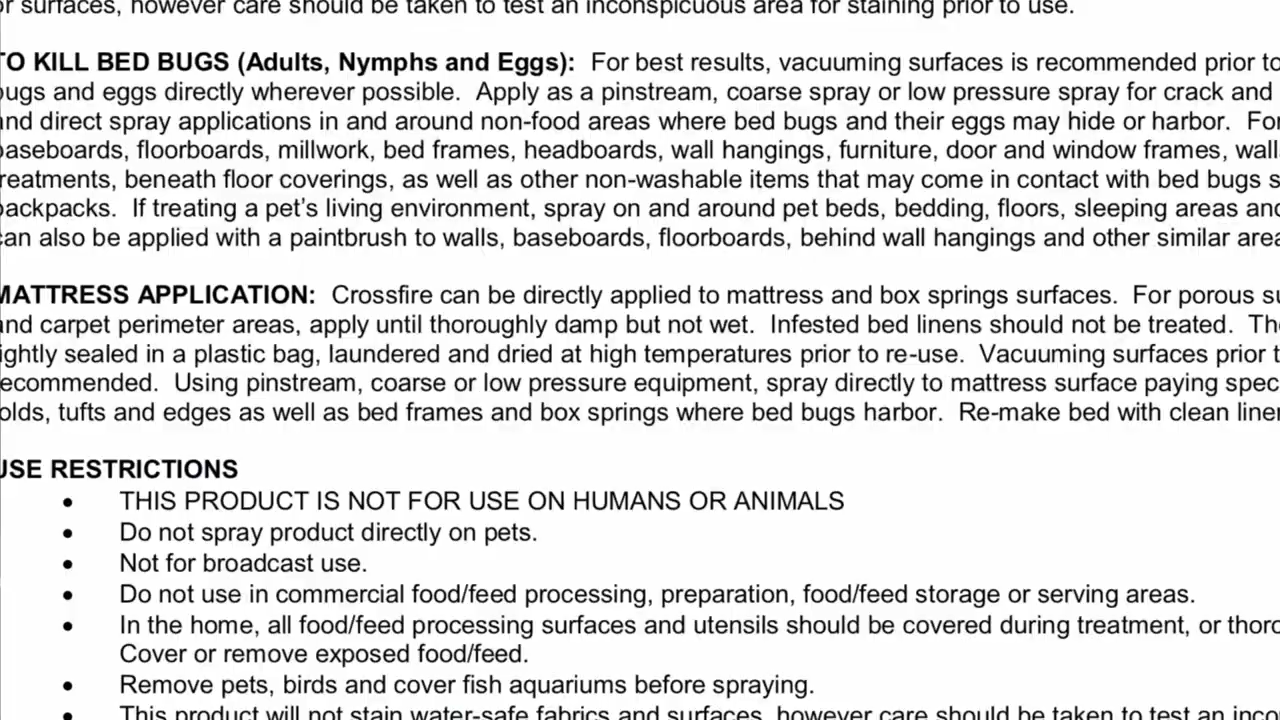 or surfaces, however care should be taken to test an inconspicuous area for staining prior to use.
TO KILL BED BUGS (Adults, Nymphs and Eggs): For best results, vacuuming surfaces is recommended prior to
bugs and eggs directly wherever possible. Apply as a pinstream, coarse spray or low pressure spray for crack and
and direct spray applications in and around non-food areas where bed bugs and their eggs may hide or harbor. For
baseboards, floorboards, millwork, bed frames, headboards, wall hangings, furniture, door and window frames, wall
treatments, beneath floor coverings, as well as other non-washable items that may come in contact with bed bugs s
backpacks. If treating a pet's living environment, spray on and around pet beds, bedding, floors, sleeping areas and
can also be applied with a paintbrush to walls, baseboards, floorboards, behind wall hangings and other similar area
MATTRESS APPLICATION: Crossfire can be directly applied to mattress and box springs surfaces. For porous su
and carpet perimeter areas, apply until thoroughly damp but not wet. Infested bed linens should not be treated. The
ightly sealed in a plastic bag, laundered and dried at high temperatures prior to re-use. Vacuuming surfaces prior t
recommended. Using pinstream, coarse or low pressure equipment, spray directly to mattress surface paying spec
olds, tufts and edges as well as bed frames and box springs where bed bugs harbor. Re-make bed with clean linen
USE RESTRICTIONS
• THIS PRODUCT IS NOT FOR USE ON HUMANS OR ANIMALS
• Do not spray product directly on pets.
• Not for broadcast use.
• Do not use in commercial food/feed processing, preparation, food/feed storage or serving areas.
• In the home, all food/feed processing surfaces and utensils should be covered during treatment, or thoro
Cover or remove exposed food/feed.
• Remove pets, birds and cover fish aquariums before spraying.
• This product will not stain water-safe fabrics and surfaces, however care should be taken to test an inco